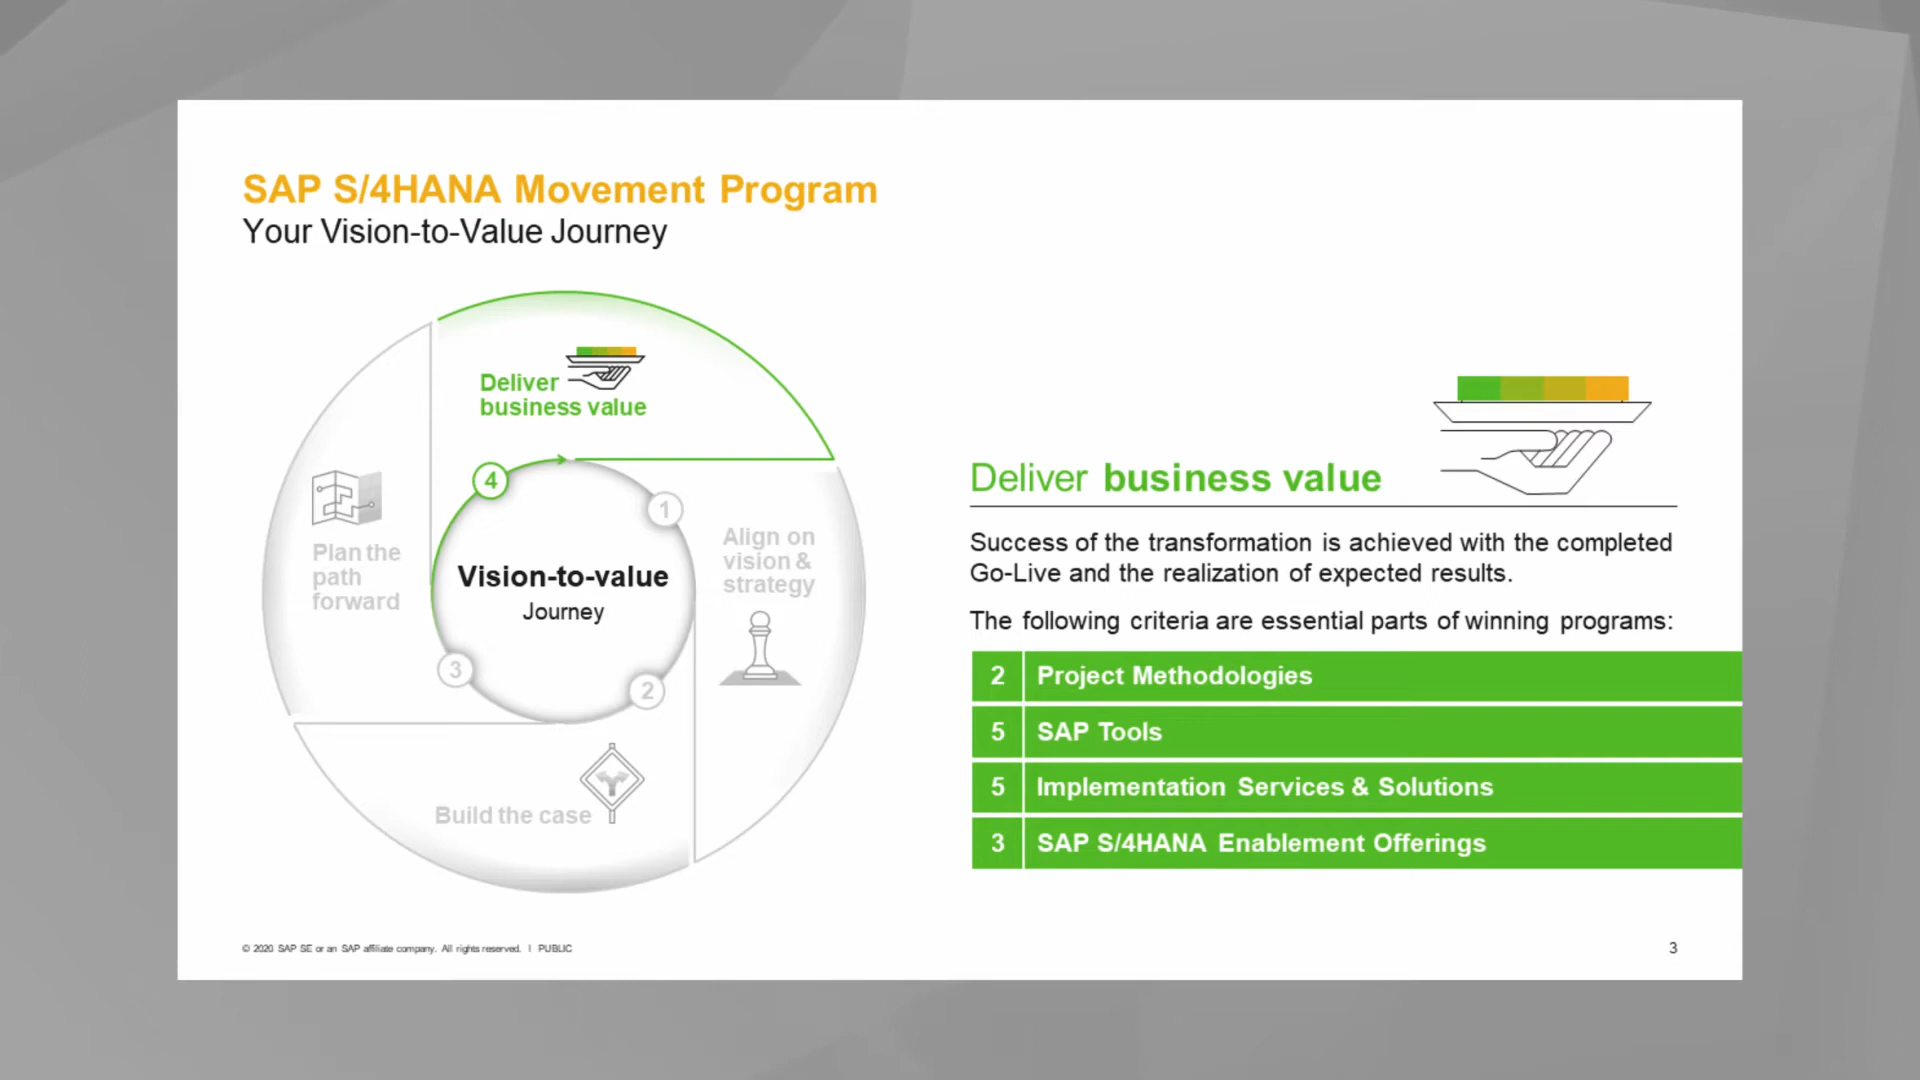 SAP S/4HANA Movement Program
Your Vision-to-Value Journey
Deliver
business value
4
1
Align on
vision &
strategy
Plan the
path
forward
Vision-to-value
Journey
3
2
Build the case
Deliver business value
Success of the transformation is achieved with the completed
Go-Live and the realization of expected results.
The following criteria are essential parts of winning programs:
2 Project Methodologies
5 SAP Tools
5 Implementation Services & Solutions
3 SAP S/4HANA Enablement Offerings
© 2020 SAP SE or an SAP affiliate company. All rights reserved. I PUBLIC
3